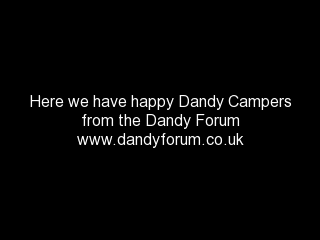 Here we have happy Dandy Campers
from the Dandy Forum
www.dandyforum.co.uk